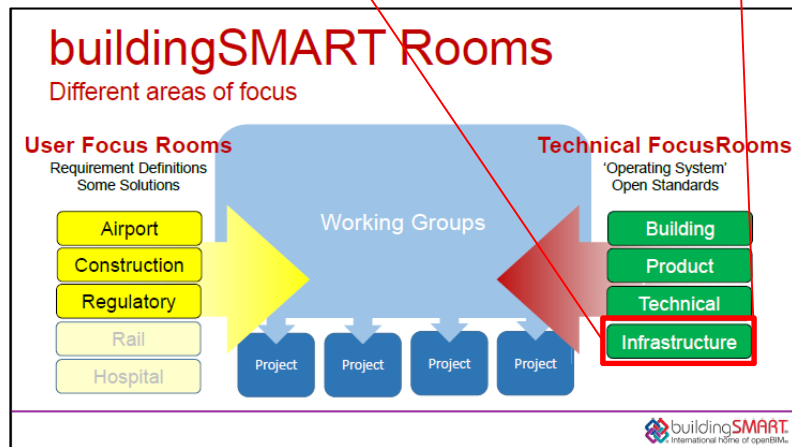 buildingSMART Rooms
Different areas of focus
User Focus Rooms
Requirement Definitions
Some Solutions
Airport
Construction
Regulatory
Rail
Hospital
Working Groups
Project
Project
Project
Project
Technical FocusRooms
'Operating System'
Open Standards
Building
Product
Technical
Infrastructure
buildingSMART
International home of openBIM